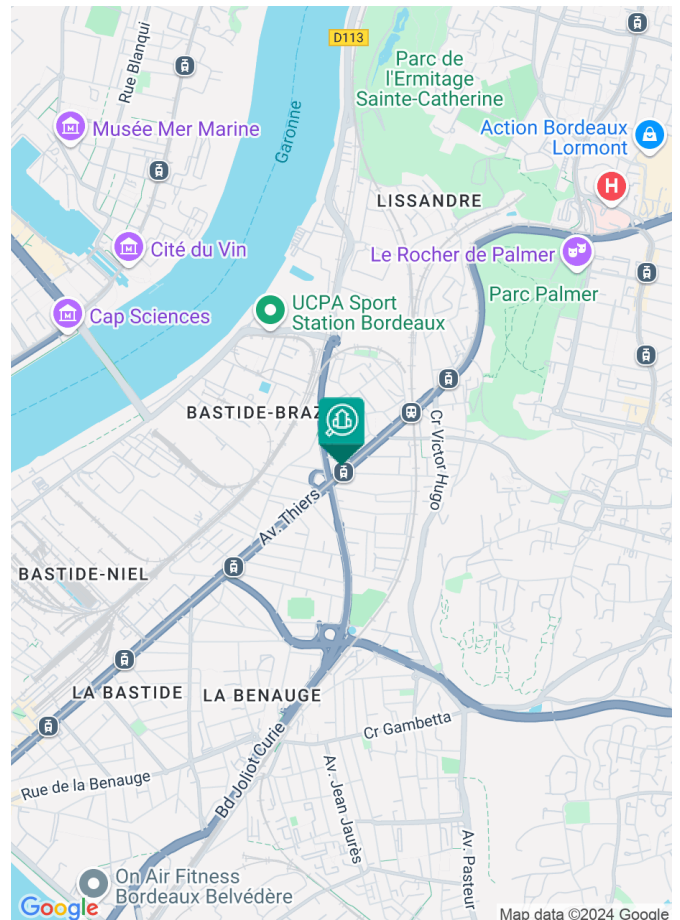 D113
Rue Blanqui
Parc de
l'Ermitage
Sainte-Catherine
Garonne
Musée Mer Marine
Action Bordeaux
Lormont
H
LISSANDRE
M
Cité du Vin
Le Rocher de Palmer
Parc Palmer
Cap Sciences
UCPA Sport
Station Bordeaux
BASTIDE-BRAZ
Cr Victor Hugo
Av. Thiers
BASTIDE-NIEL
LA BASTIDE
LA BENAUGE
Cr Gambetta
Bd Joliot Curie
Rue de la Benauge
Av. Jean Jaurès
Av. Pasteur
On Air Fitness
Bordeaux Belvédère
Google
Map data ©2024 Google